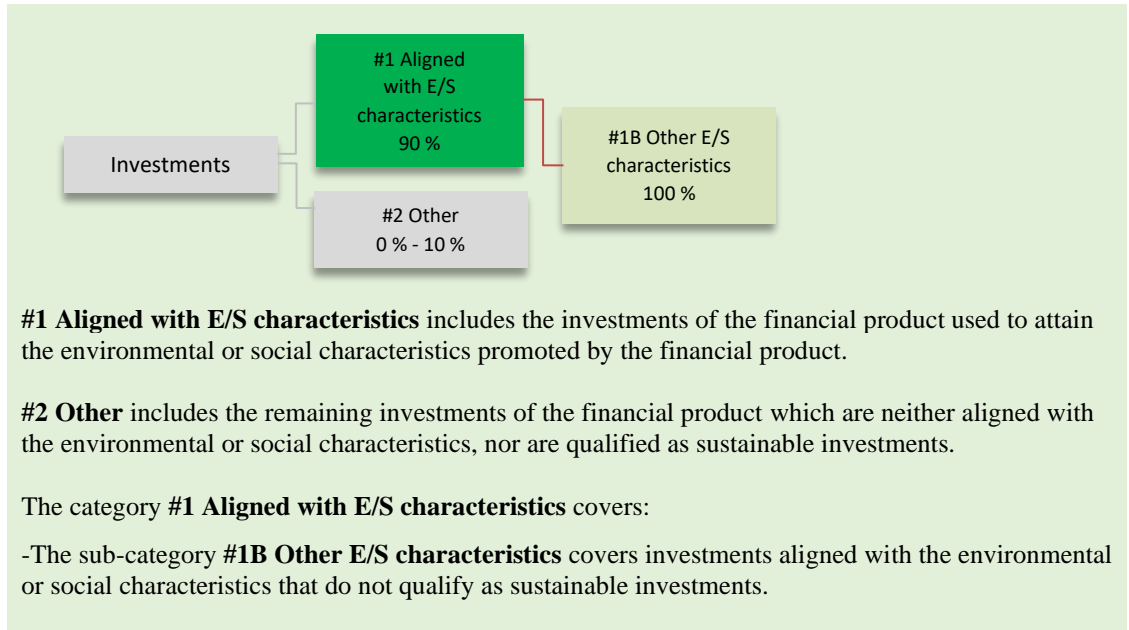 #1 Aligned
with E/S
characteristics
90 %
Investments
#1B Other E/S
characteristics
100 %
#2 Other
0 % - 10 %
#1 Aligned with E/S characteristics includes the investments of the financial product used to attain
the environmental or social characteristics promoted by the financial product.
#2 Other includes the remaining investments of the financial product which are neither aligned with
the environmental or social characteristics, nor are qualified as sustainable investments.
The category #1 Aligned with E/S characteristics covers:
-The sub-category #1B Other E/S characteristics covers investments aligned with the environmental
or social characteristics that do not qualify as sustainable investments.